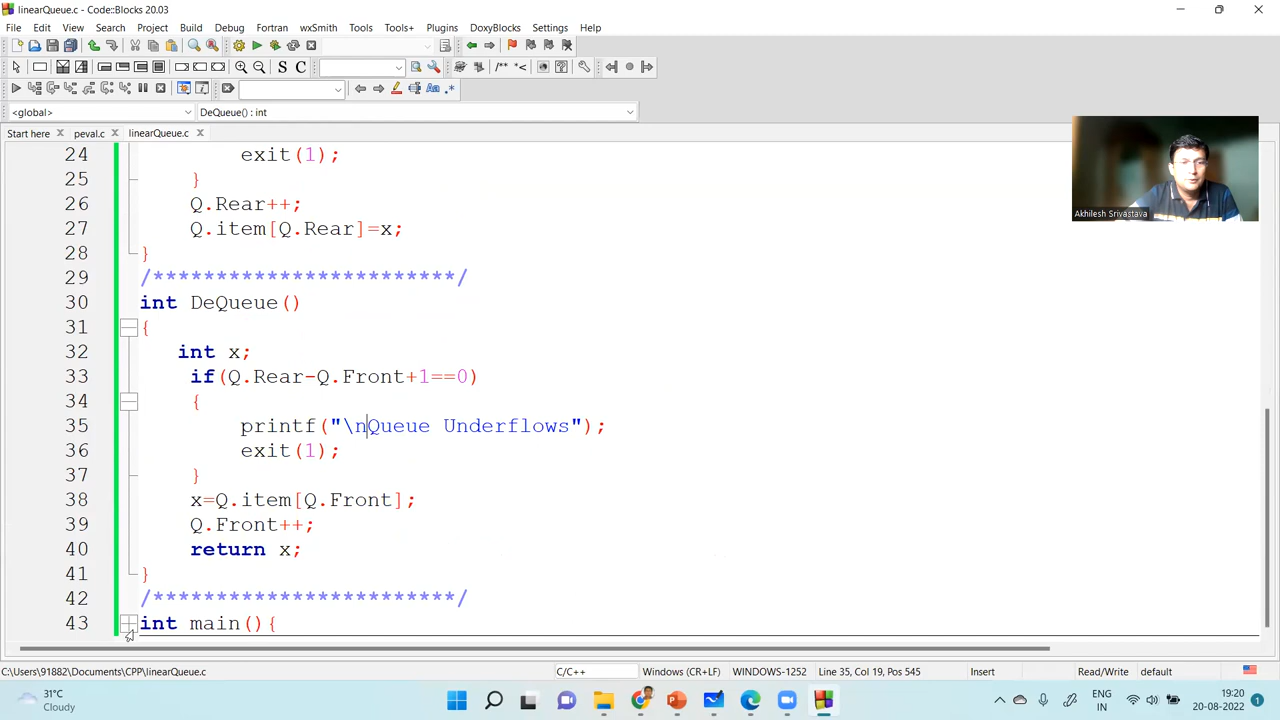 linearQueue.c - Code::Blocks 20.03
File Edit View Search Project Build Debug Fortran wxSmith Tools Tools+ Plugins DoxyBlocks Settings Help
S C /** *<
Aa .*
<global> DeQueue() : int
Start here peval.c linearQueue.c
24 exit(1);
25 }
26 Q.Rear++;
27 Q.item[Q.Rear]=x;
28 }
29 /************************/
30 int DeQueue()
31 {
32 int x;
33 if(Q.Rear-Q.Front+1==0)
34 {
35 printf("\nQueue Underflows");
36 exit(1);
37 }
38 x=Q.item[Q.Front];
39 Q.Front++;
40 return x;
41 }
42 /************************/
43 int main(){
Akhilesh Srivastava
C:\Users\91882\Documents\CPP\linearQueue.c C/C++ Windows (CR+LF) WINDOWS-1252 Line 35, Col 19, Pos 545 Insert Read/Write default
31°C
Cloudy
ENG
IN
19:20
20-08-2022
1